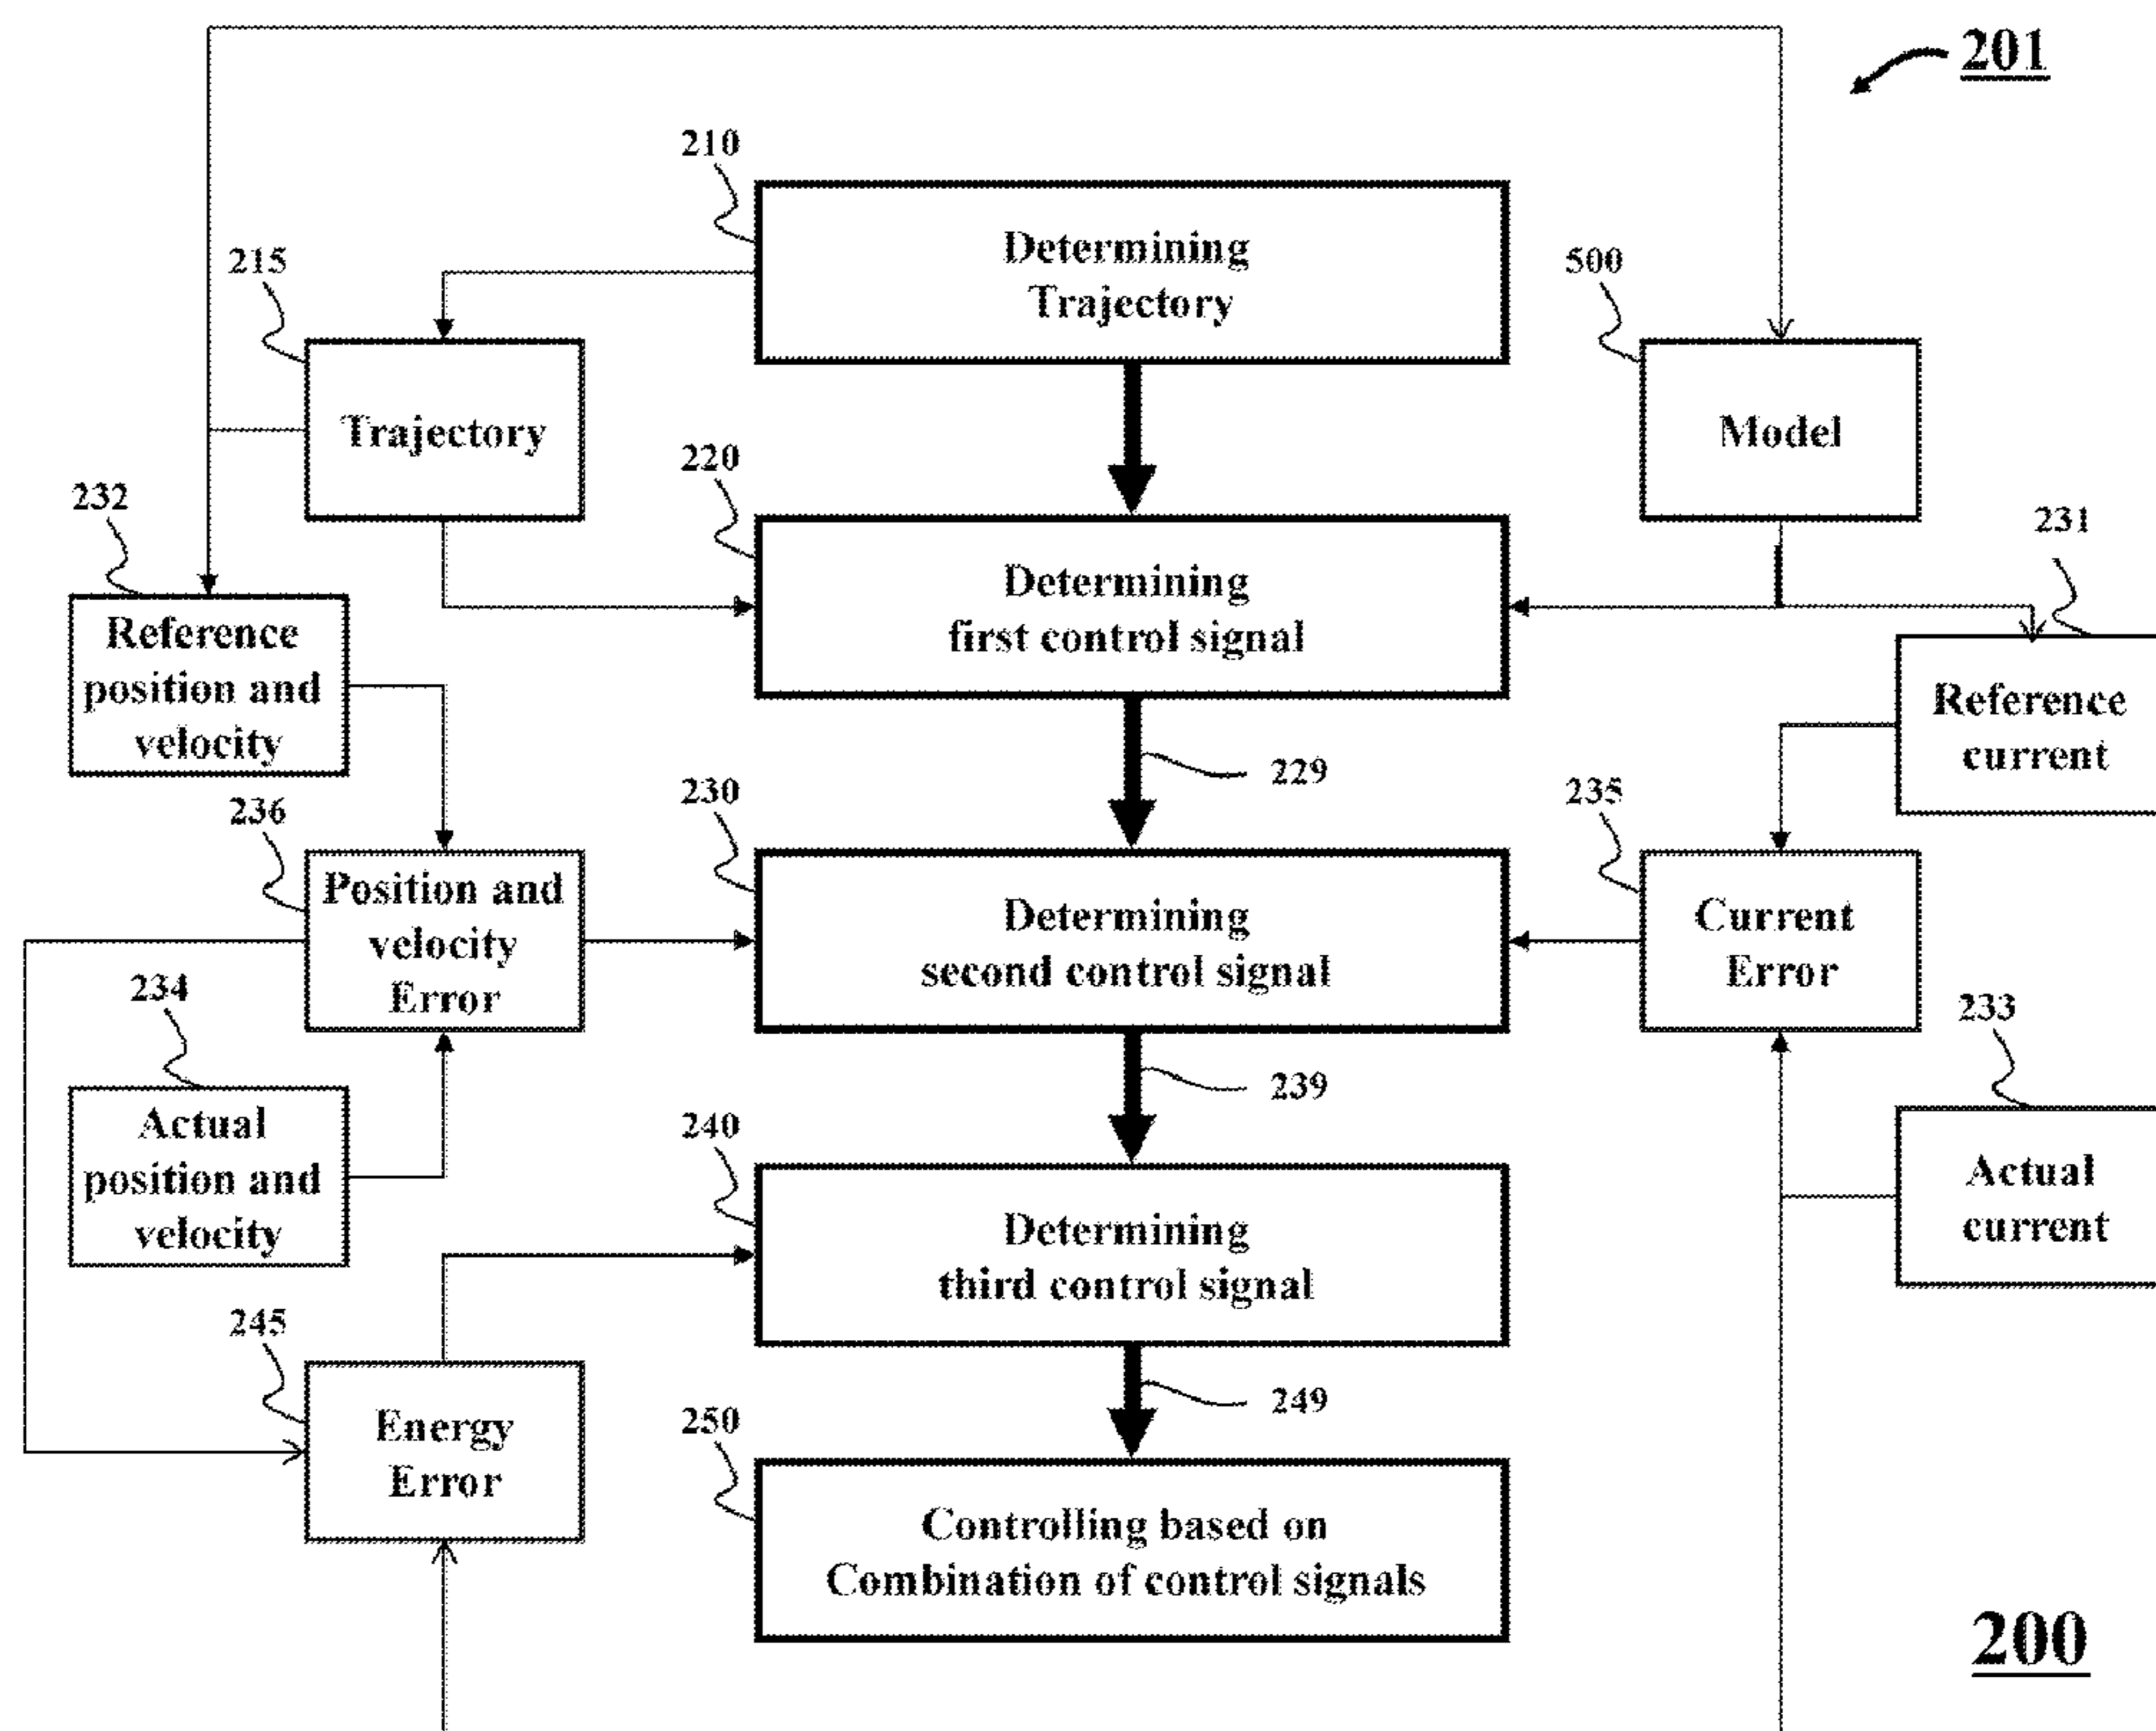 201
210
Determining
Trajectory
215
500
Trajectory
Model
220
232
231
Determining
first control signal
Reference
position and
velocity
Reference
current
229
236
230
235
Position and
velocity
Error
Determining
second control signal
Current
Error
234
233
239
Actual
position and
velocity
240
Actual
current
Determining
third control signal
245
249
250
Energy
Error
Controlling based on
Combination of control signals
200